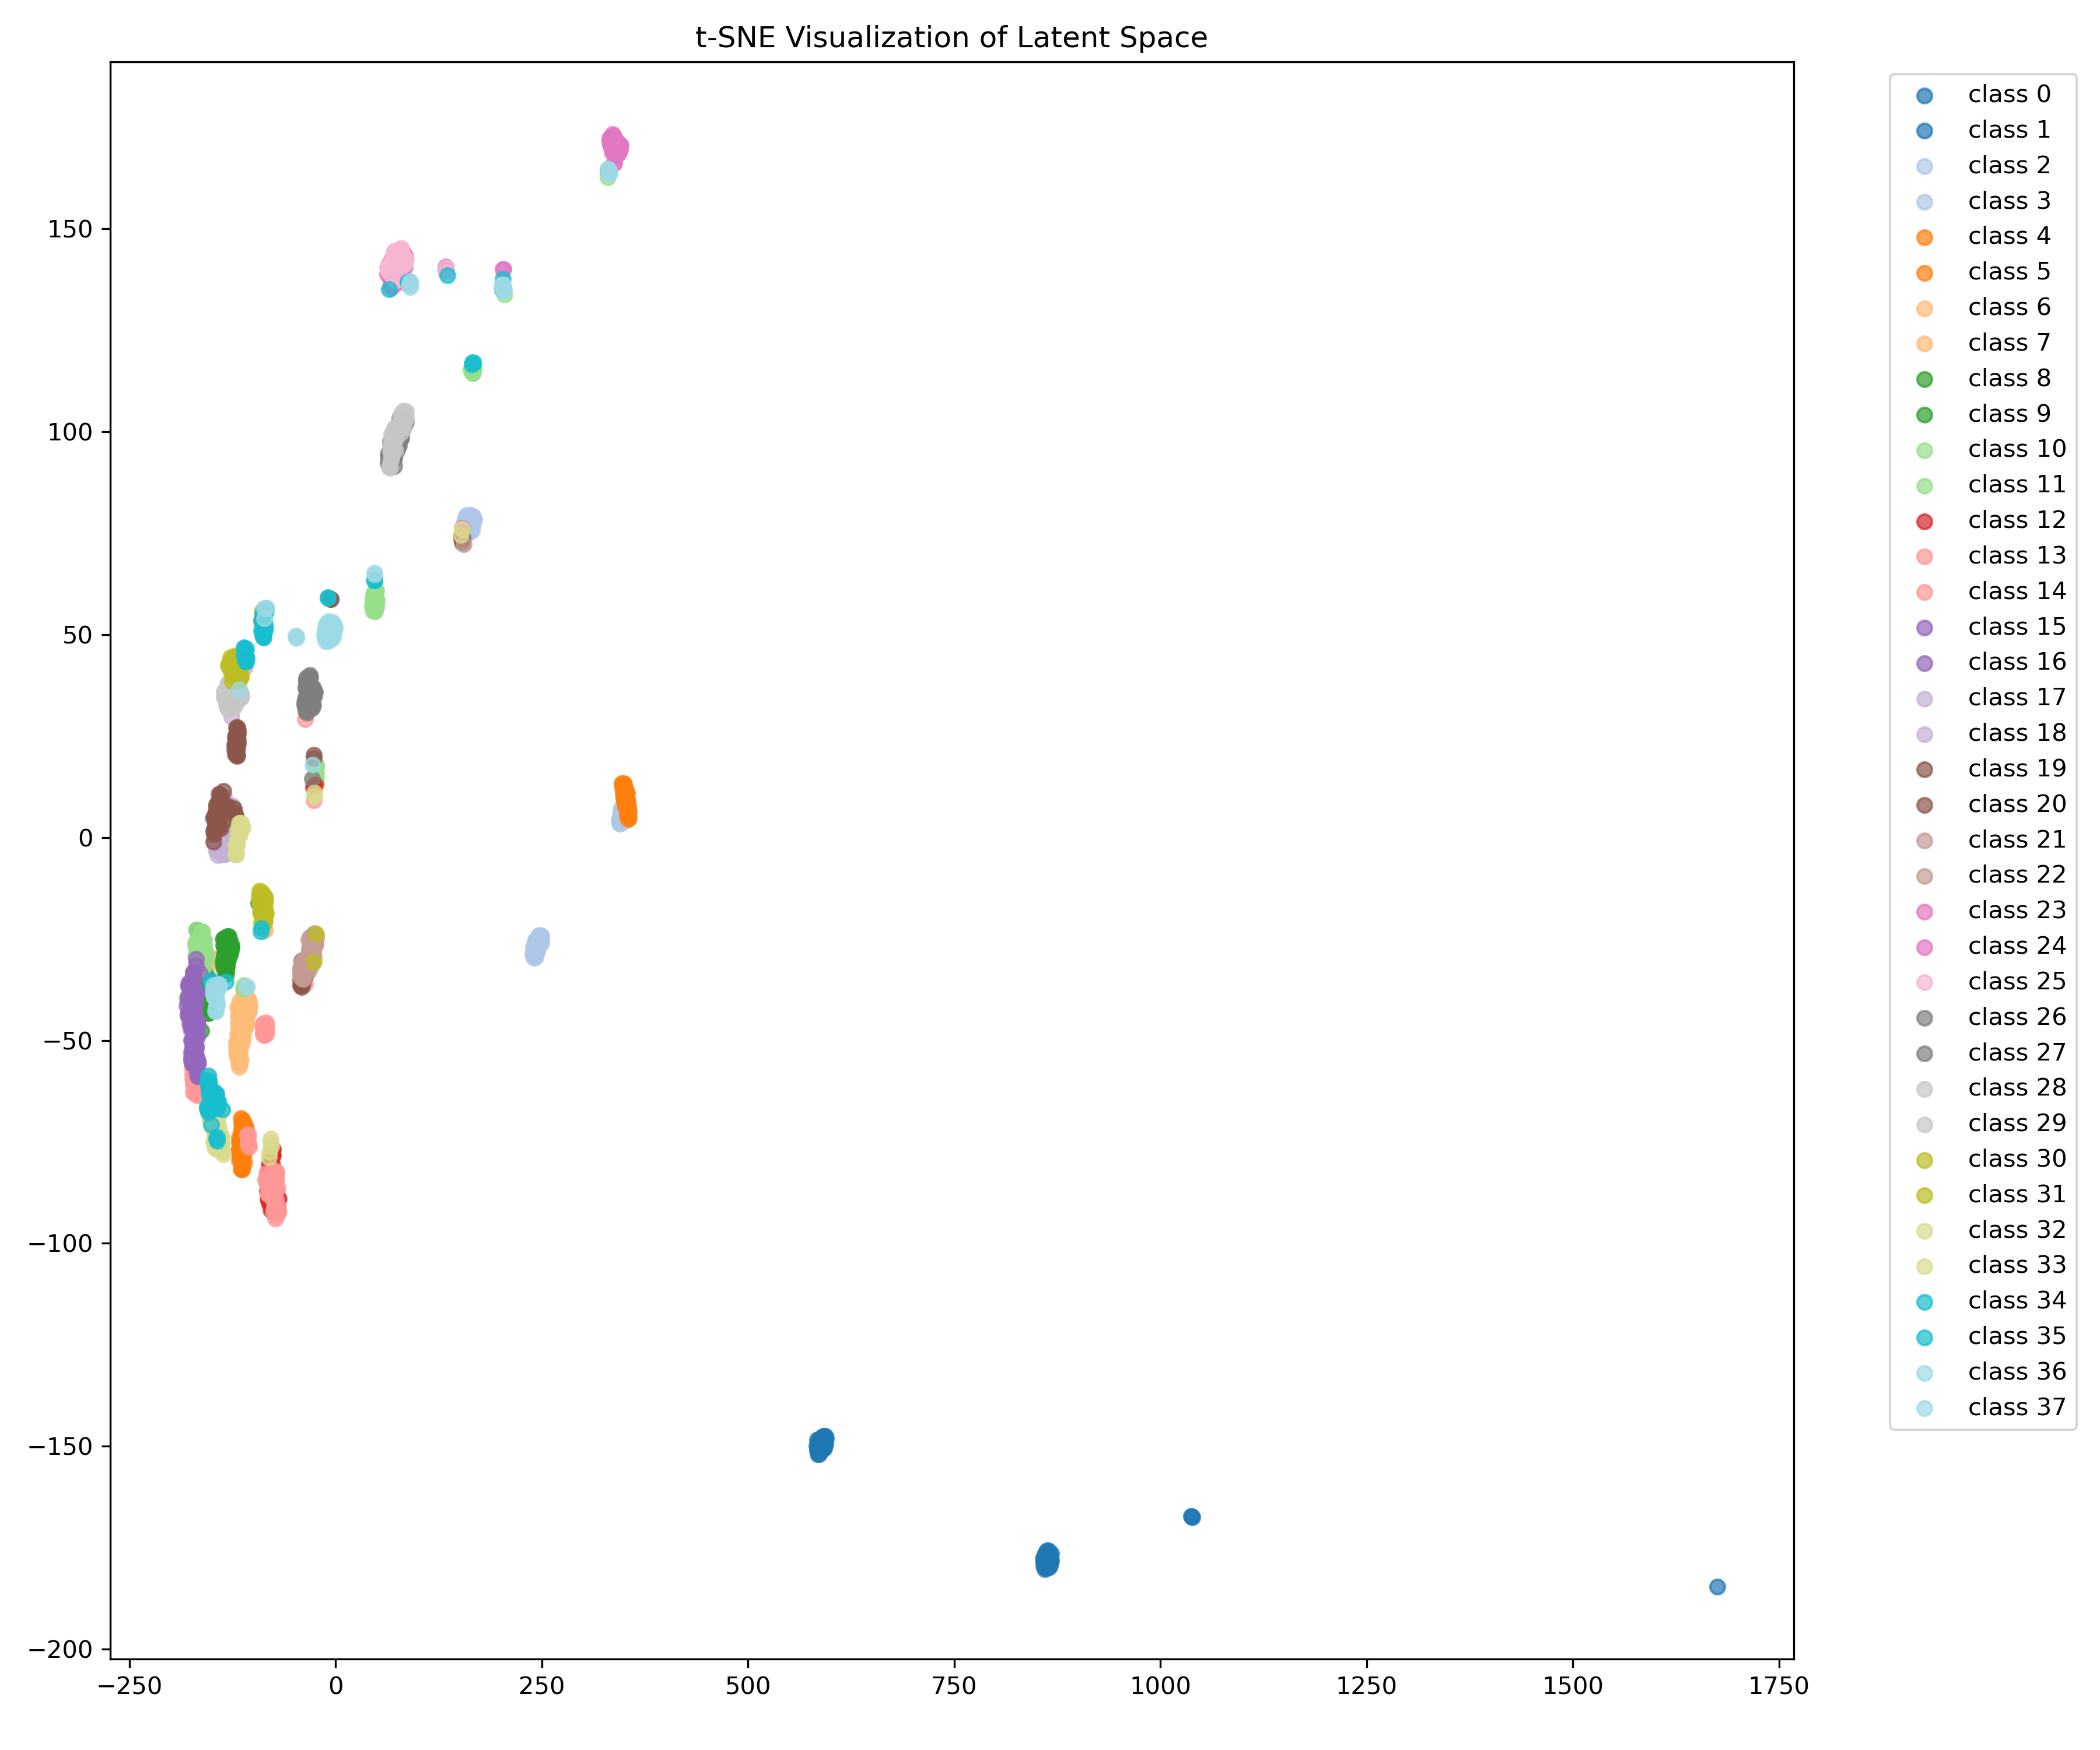 t-SNE Visualization of Latent Space
150
100
50
0
−50
−100
−150
−200
−250 0 250 500 750 1000 1250 1500 1750
class 0
class 1
class 2
class 3
class 4
class 5
class 6
class 7
class 8
class 9
class 10
class 11
class 12
class 13
class 14
class 15
class 16
class 17
class 18
class 19
class 20
class 21
class 22
class 23
class 24
class 25
class 26
class 27
class 28
class 29
class 30
class 31
class 32
class 33
class 34
class 35
class 36
class 37